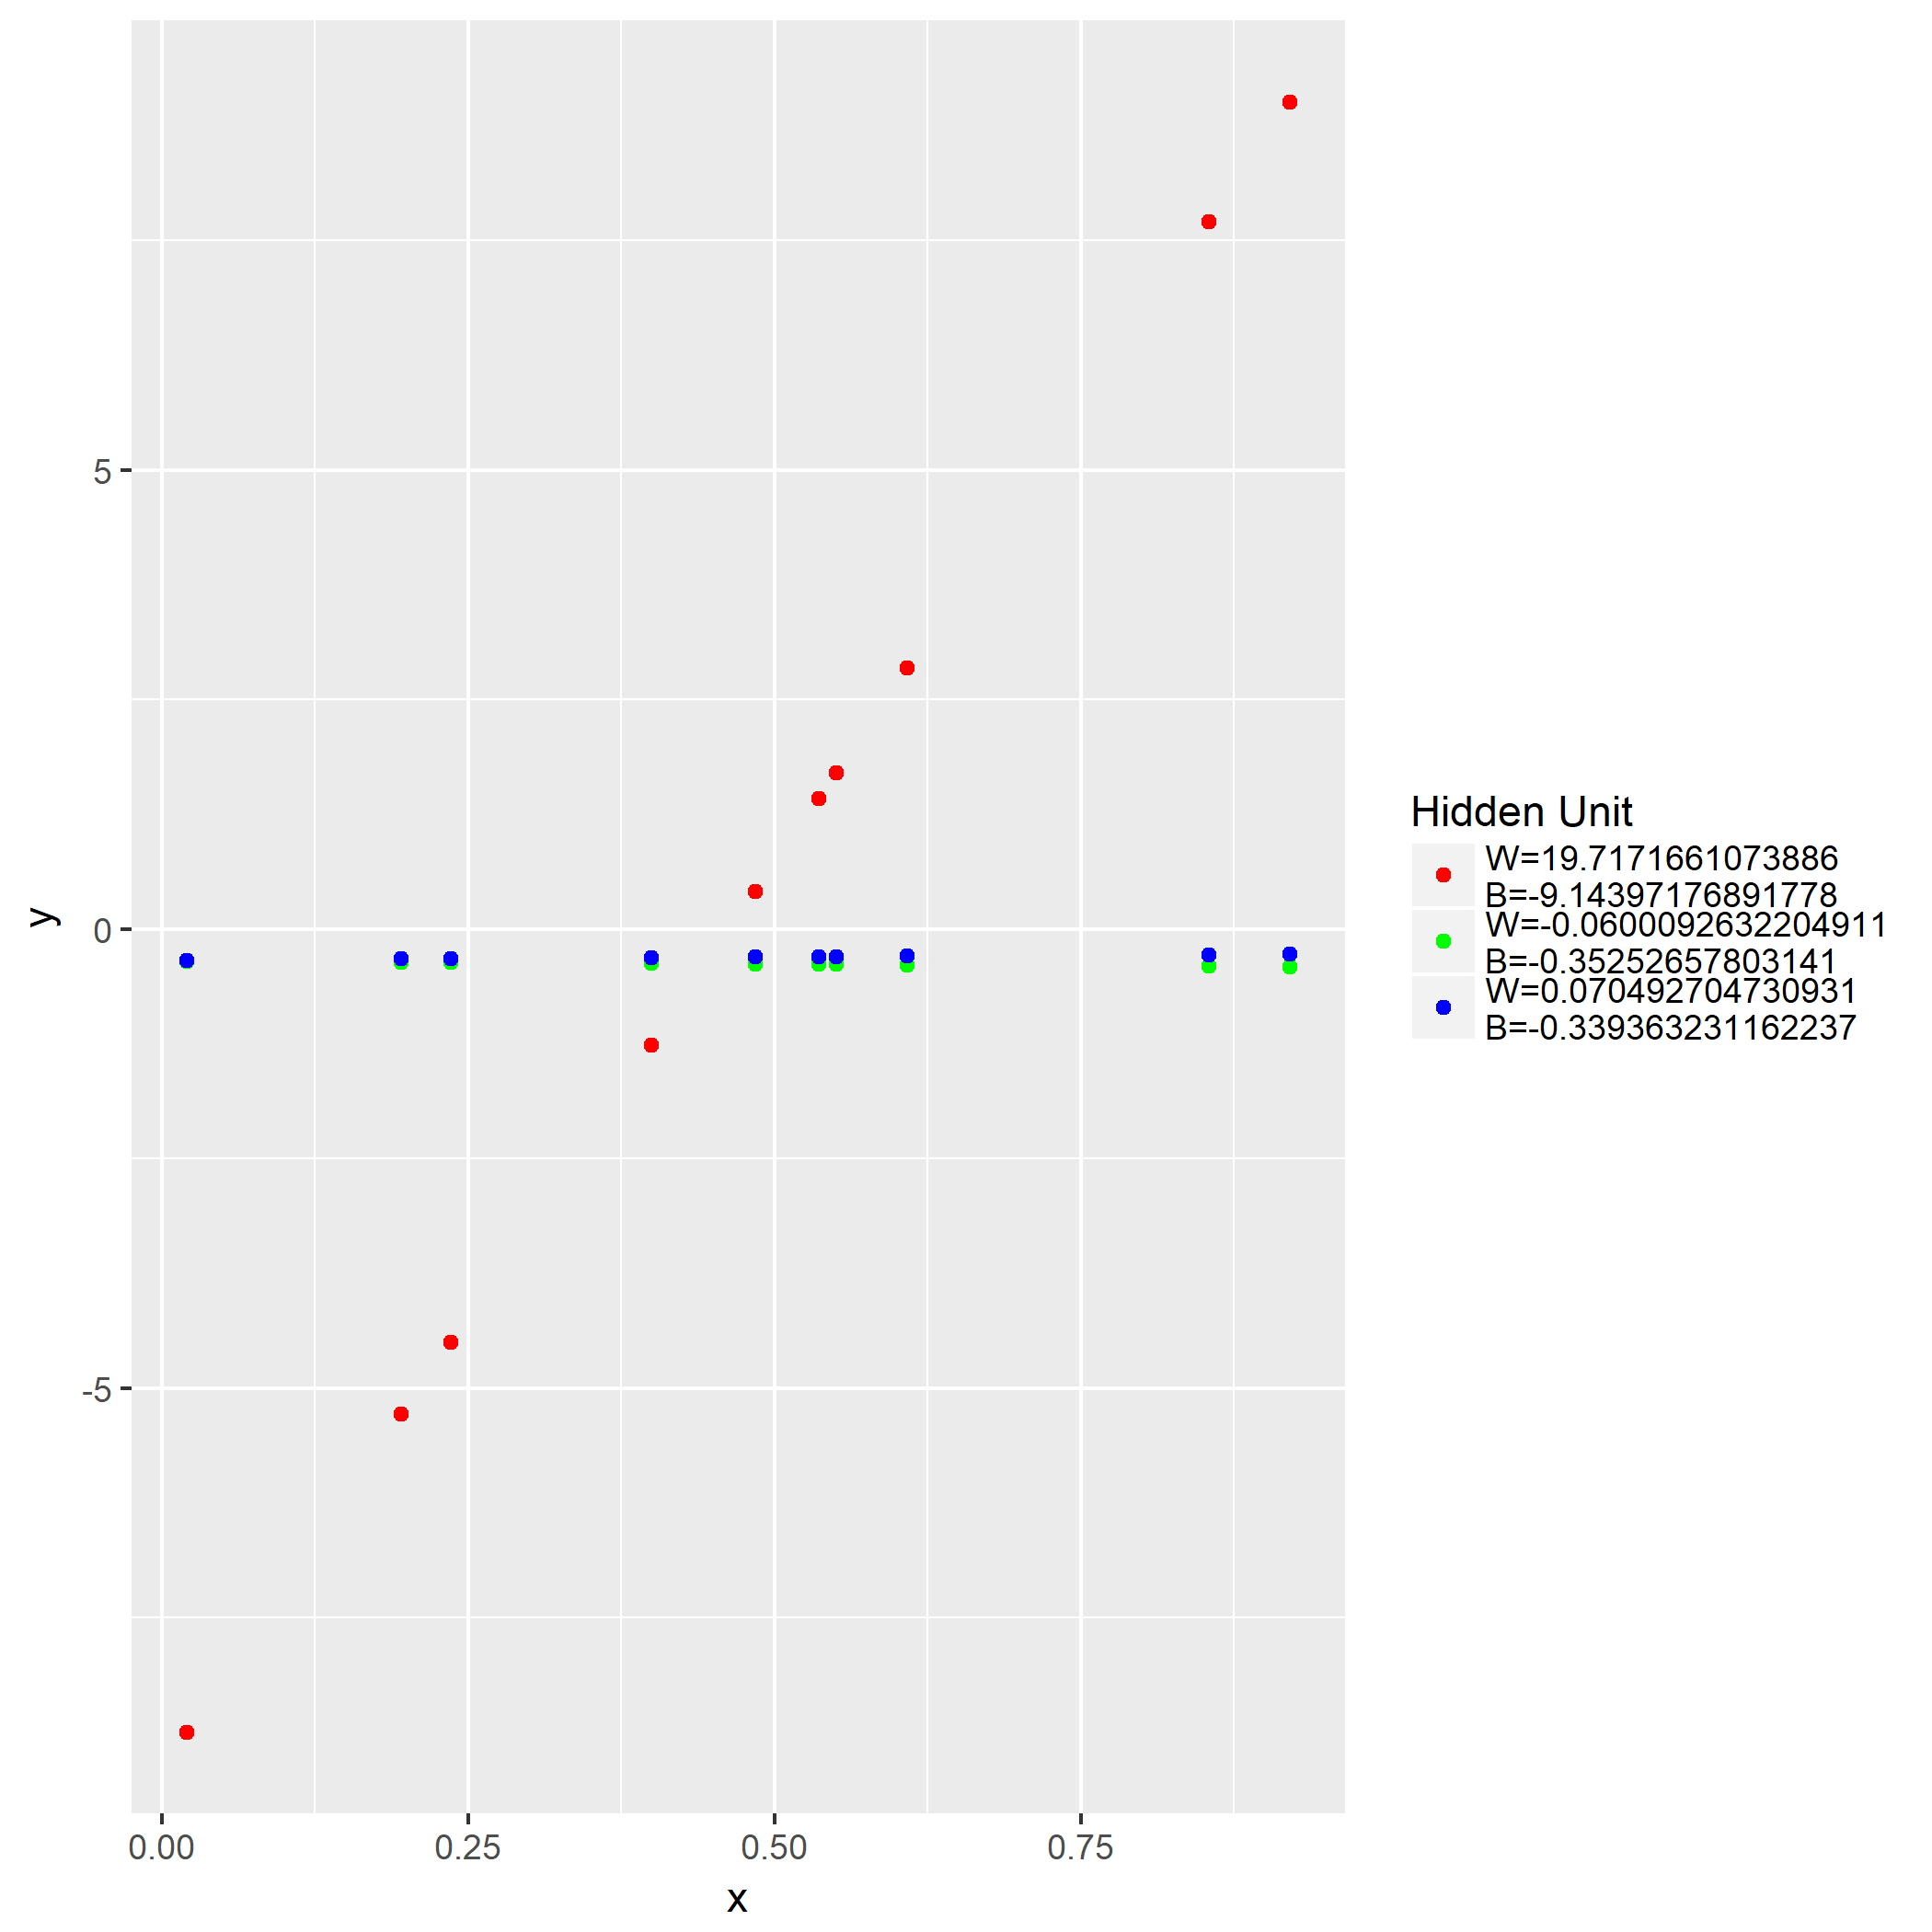 5
0
-5
y
0.00
0.25
0.50
0.75
x
Hidden Unit
W=19.7171661073886
B=-9.14397176891778
W=-0.0600092632204911
B=-0.35252657803141
W=0.070492704730931
B=-0.339363231162237